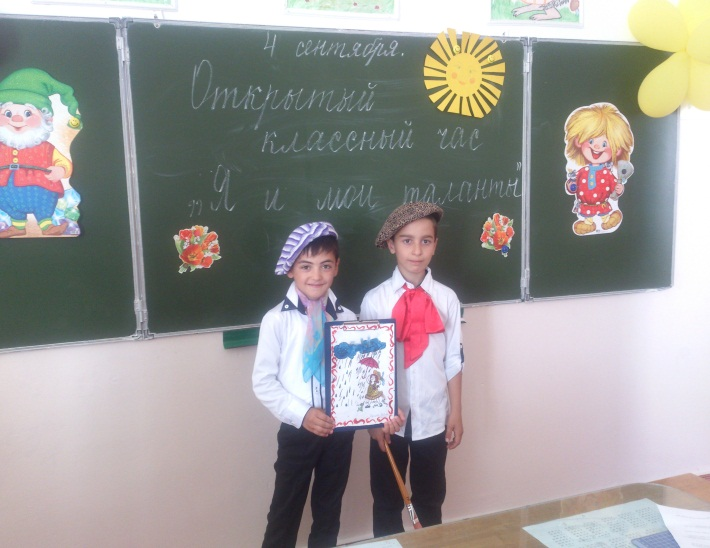 4 сентября.
Открытый
классный час
„Я и мои таланты”